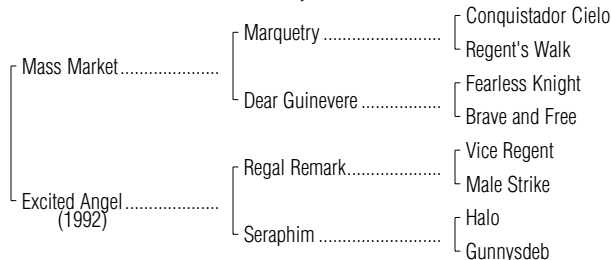 Conquistador Cielo
Marquetry ........................
Regent's Walk
Mass Market....................
Fearless Knight
Dear Guinevere ..................
Brave and Free
Vice Regent
Regal Remark.....................
Male Strike
Excited Angel...................
(1992)
Halo
Seraphim .........................
Gunnysdeb